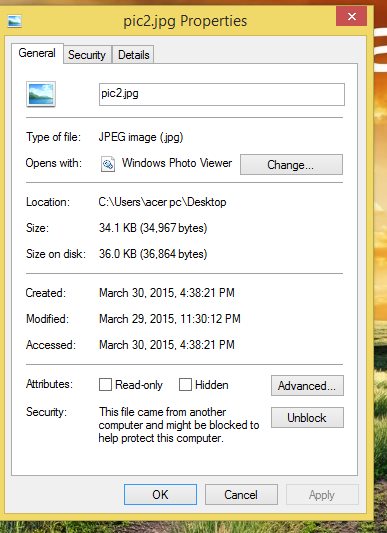 pic2.jpg Properties
General Security Details
pic2.jpg
Type of file: JPEG image (.jpg)
Opens with: Windows Photo Viewer Change...
Location: C:\Users\acer pc\Desktop
Size: 34.1 KB (34,967 bytes)
Size on disk: 36.0 KB (36,864 bytes)
Created: March 30, 2015, 4:38:21 PM
Modified: March 29, 2015, 11:30:12 PM
Accessed: March 30, 2015, 4:38:21 PM
Attributes: Read-only Hidden Advanced...
Security: This file came from another
computer and might be blocked to
help protect this computer.
Unblock
OK Cancel Apply